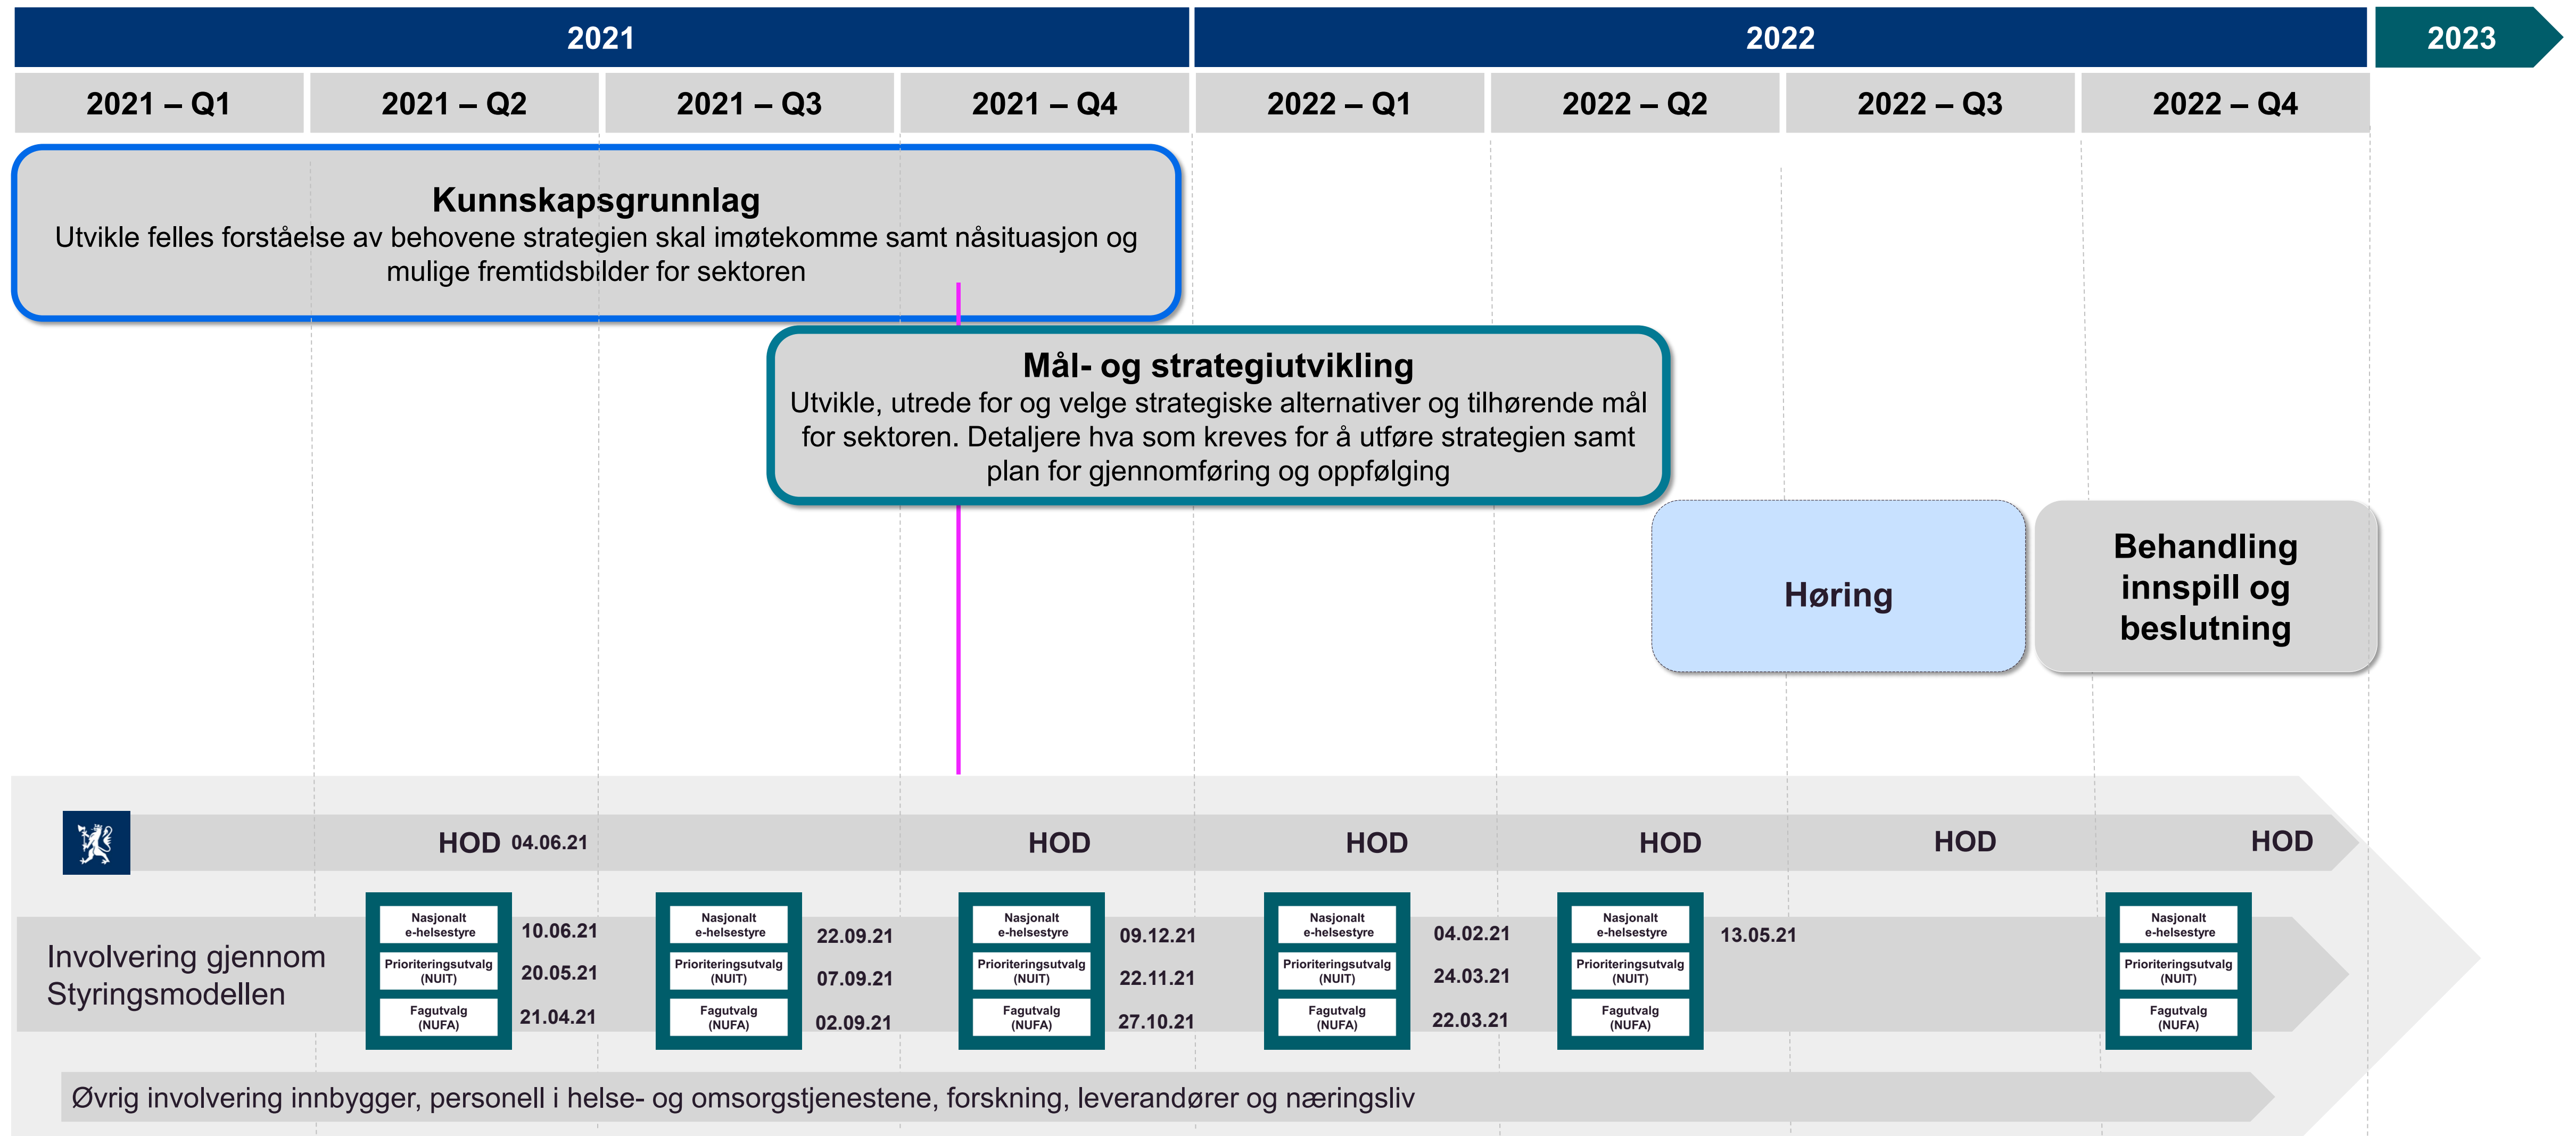 2021
2022
2023
2021 – Q1
2021 – Q2
2021 – Q3
2021 – Q4
2022 – Q1
2022 – Q2
2022 – Q3
2022 – Q4
Kunnskapsgrunnlag
Utvikle felles forståelse av behovene strategien skal imøtekomme samt nåsituasjon og
mulige fremtidsbilder for sektoren
Mål- og strategiutvikling
Utvikle, utrede for og velge strategiske alternativer og tilhørende mål
for sektoren. Detaljere hva som kreves for å utføre strategien samt
plan for gjennomføring og oppfølging
Høring
Behandling
innspill og
beslutning
HOD 04.06.21
HOD
HOD
HOD
HOD
HOD
Involvering gjennom
Styringsmodellen
Nasjonalt
e-helsestyre
10.06.21
Prioriteringsutvalg
(NUIT)
20.05.21
Fagutvalg
(NUFA)
21.04.21
Nasjonalt
e-helsestyre
22.09.21
Prioriteringsutvalg
(NUIT)
07.09.21
Fagutvalg
(NUFA)
02.09.21
Nasjonalt
e-helsestyre
09.12.21
Prioriteringsutvalg
(NUIT)
22.11.21
Fagutvalg
(NUFA)
27.10.21
Nasjonalt
e-helsestyre
04.02.21
Prioriteringsutvalg
(NUIT)
24.03.21
Fagutvalg
(NUFA)
22.03.21
Nasjonalt
e-helsestyre
13.05.21
Prioriteringsutvalg
(NUIT)
Fagutvalg
(NUFA)
Nasjonalt
e-helsestyre
Prioriteringsutvalg
(NUIT)
Fagutvalg
(NUFA)
Øvrig involvering innbygger, personell i helse- og omsorgstjenestene, forskning, leverandører og næringsliv